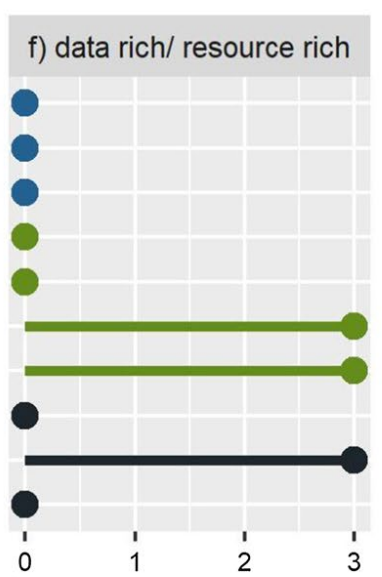 f) data rich/ resource rich
0 1 2 3